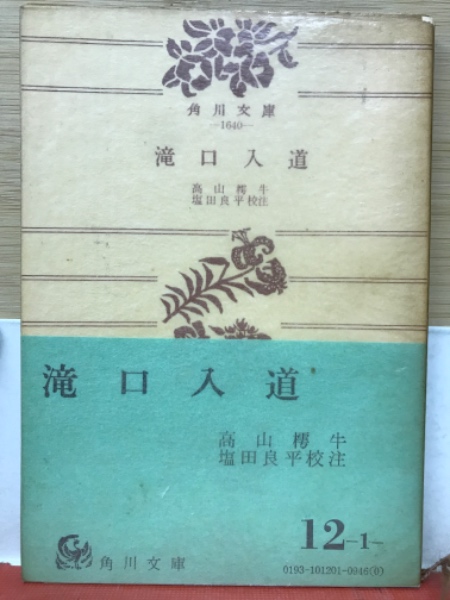 角川文庫
—1640—
滝口入道
高山樗牛
塩田良平校注
滝口入道
高山樗牛
塩田良平校注
12-1-
角川文庫
0193-101201-0946(0)